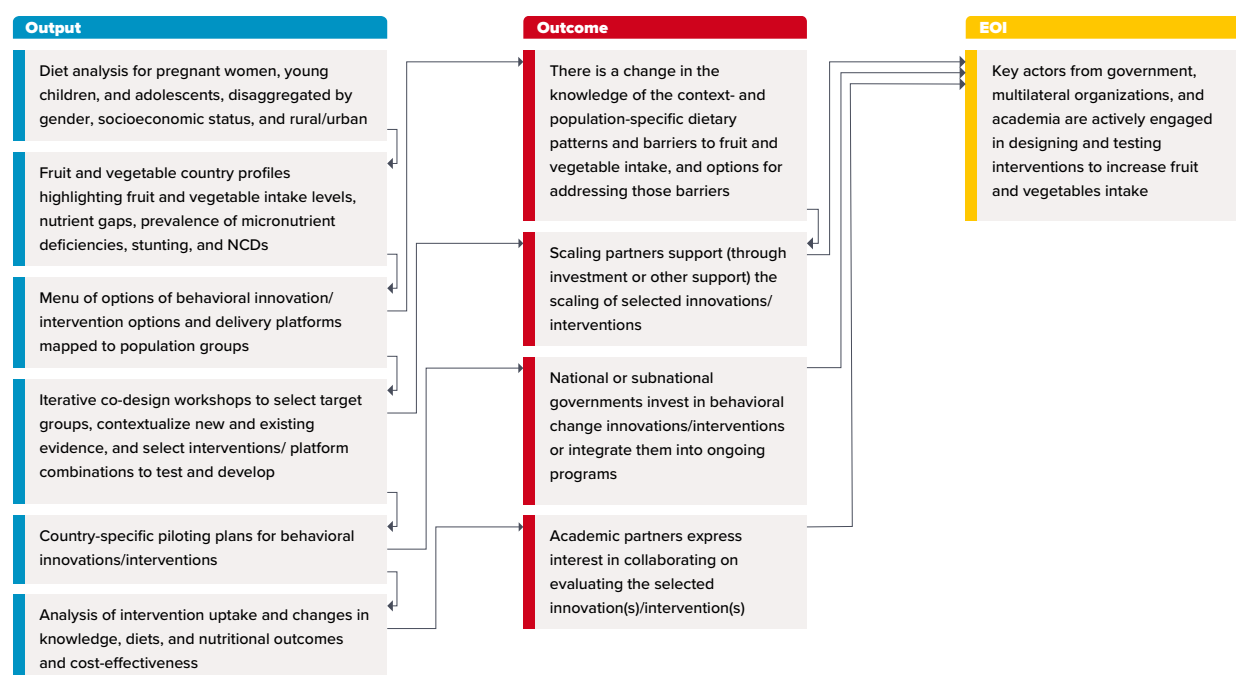 Output
Diet analysis for pregnant women, young
children, and adolescents, disaggregated by
gender, socioeconomic status, and rural/urban
Fruit and vegetable country profiles
highlighting fruit and vegetable intake levels,
nutrient gaps, prevalence of micronutrient
deficiencies, stunting, and NCDs
Menu of options of behavioral innovation/
intervention options and delivery platforms
mapped to population groups
Iterative co-design workshops to select target
groups, contextualize new and existing
evidence, and select interventions/ platform
combinations to test and develop
Country-specific piloting plans for behavioral
innovations/interventions
Analysis of intervention uptake and changes in
knowledge, diets, and nutritional outcomes
and cost-effectiveness
Outcome
There is a change in the
knowledge of the context- and
population-specific dietary
patterns and barriers to fruit and
vegetable intake, and options for
addressing those barriers
Scaling partners support (through
investment or other support) the
scaling of selected innovations/
interventions
National or subnational
governments invest in behavioral
change innovations/interventions
or integrate them into ongoing
programs
Academic partners express
interest in collaborating on
evaluating the selected
innovation(s)/intervention(s)
EOI
Key actors from government,
multilateral organizations, and
academia are actively engaged
in designing and testing
interventions to increase fruit
and vegetables intake